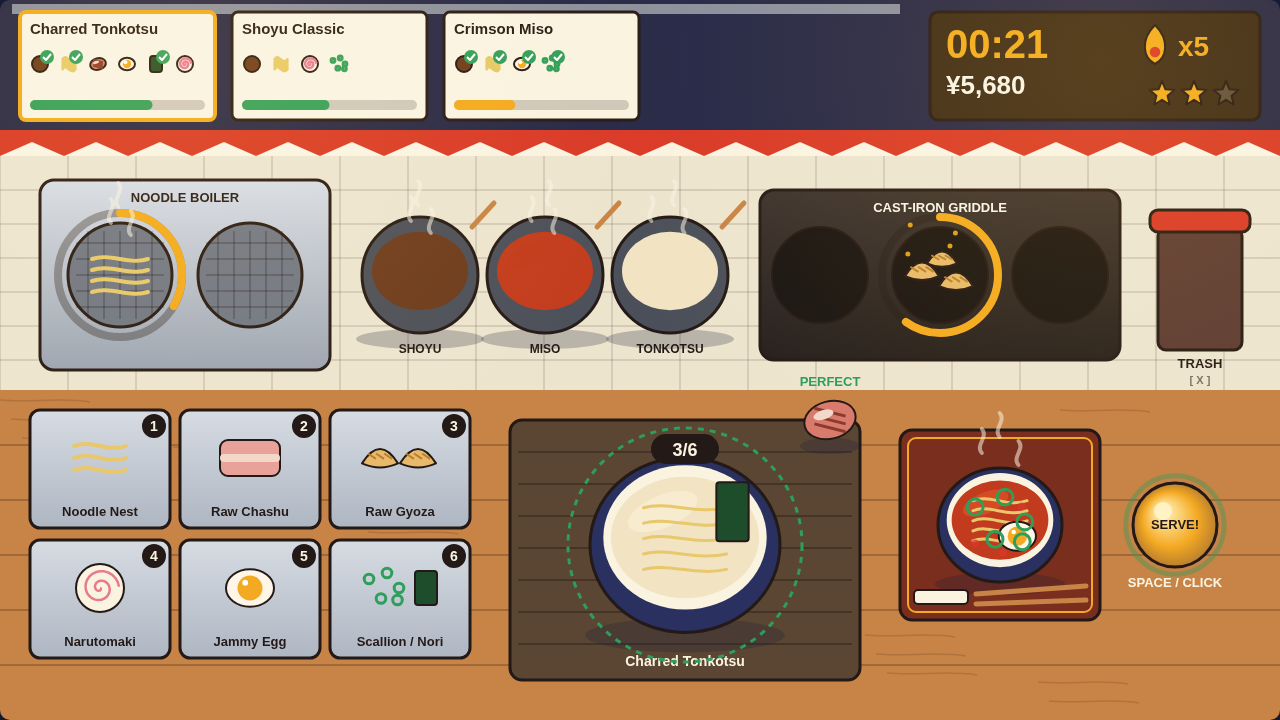 Charred Tonkotsu
Shoyu Classic
Crimson Miso
00:21
x5
¥5,680
NOODLE BOILER
SHOYU
MISO
TONKOTSU
CAST-IRON GRIDDLE
TRASH
[ X ]
PERFECT
1
Noodle Nest
2
Raw Chashu
3
Raw Gyoza
4
Narutomaki
5
Jammy Egg
6
Scallion / Nori
3/6
Charred Tonkotsu
SERVE!
SPACE / CLICK